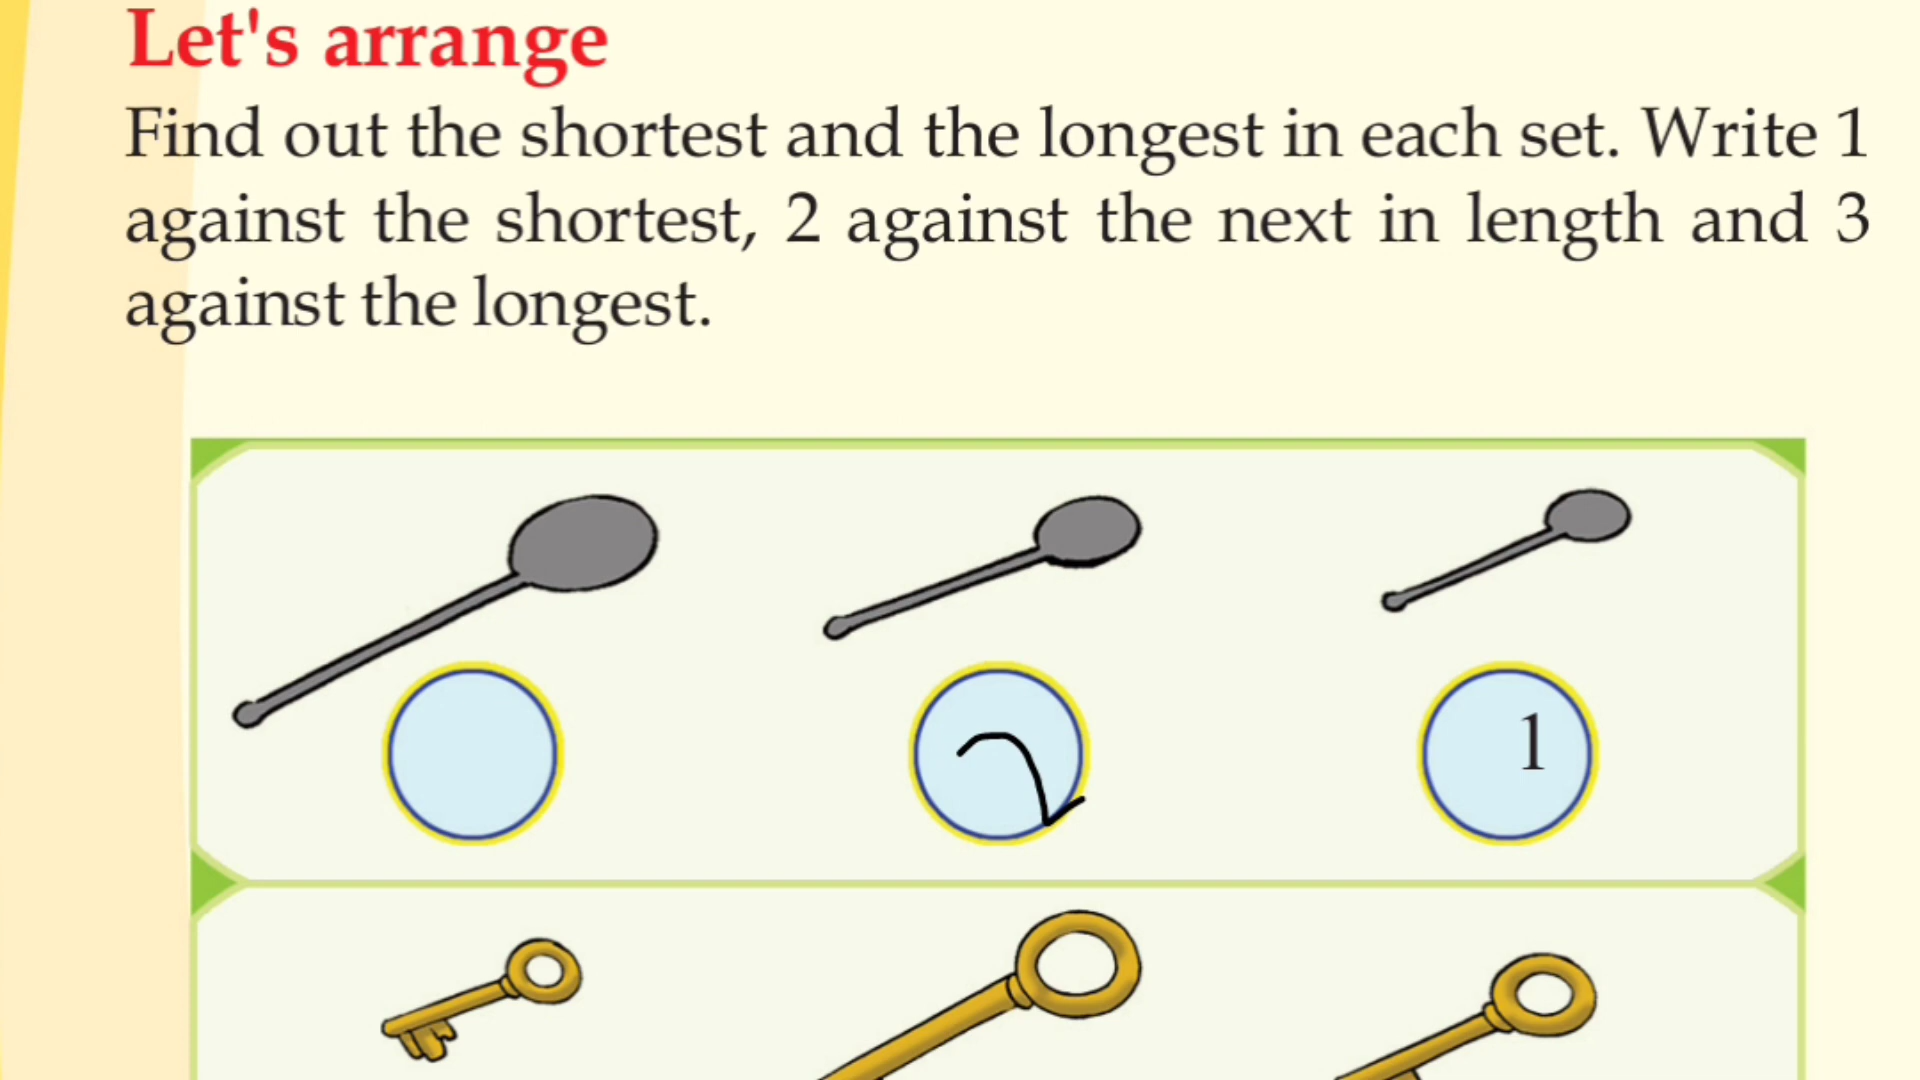 Let's arrange
Find out the shortest and the longest in each set. Write 1
against the shortest, 2 against the next in length and 3
against the longest.
2 1